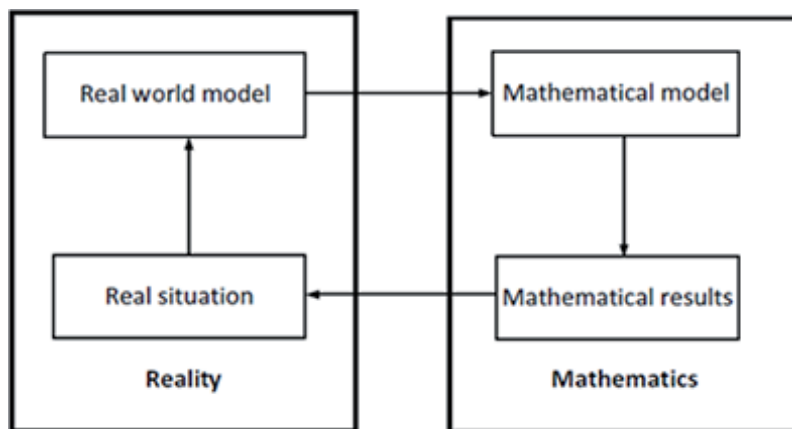 Real world model
Mathematical model
Real situation
Mathematical results
Reality
Mathematics